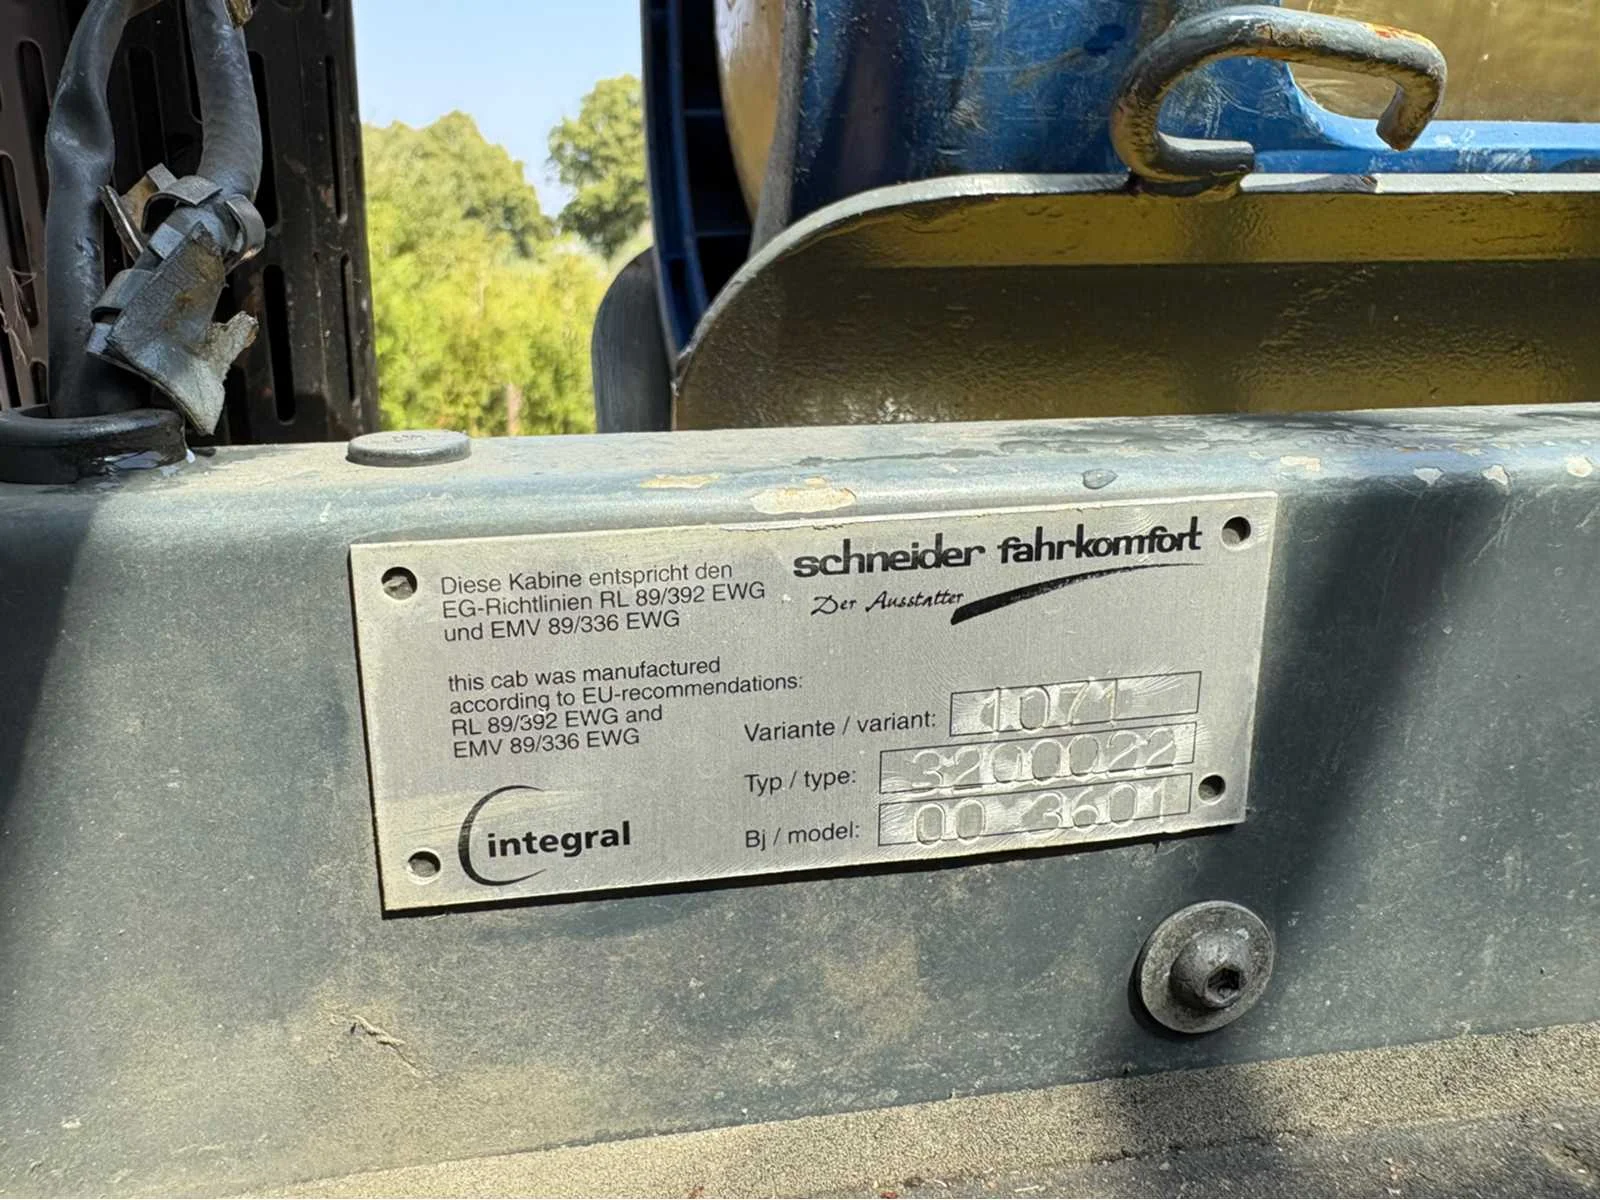 Diese Kabine entspricht den
EG-Richtlinien RL 89/392 EWG
und EMV 89/336 EWG
schneider fahrkomfort
Der Ausstatter
this cab was manufactured
according to EU-recommendations:
RL 89/392 EWG and
EMV 89/336 EWG
Variante / variant: 1071
Typ / type: 3200022
Bj / model: 00 3601
integral